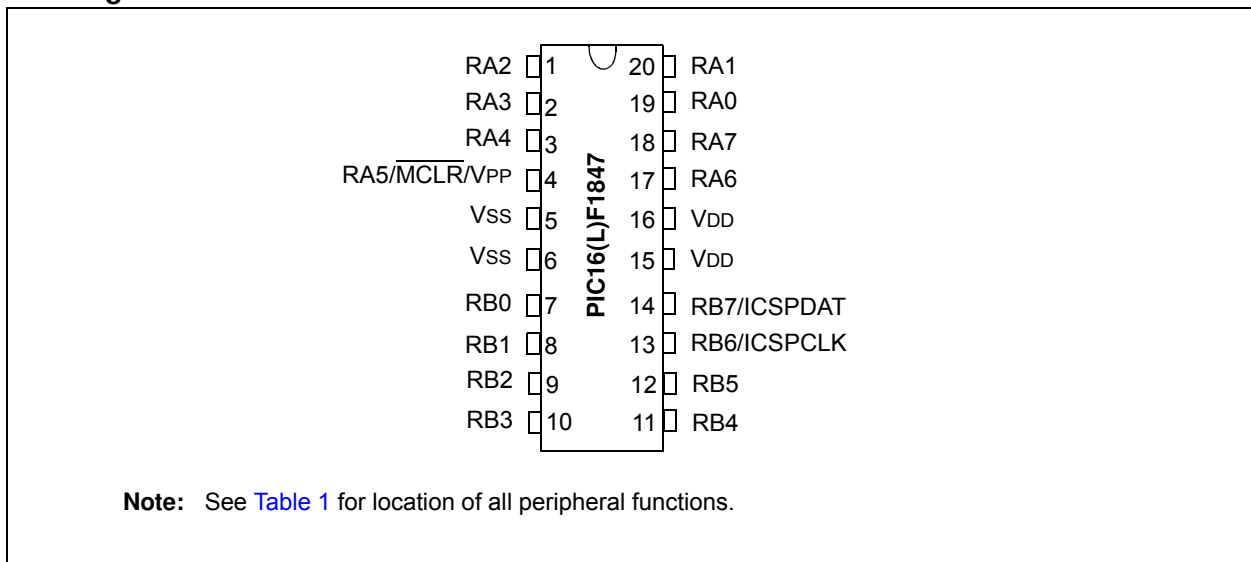 RA2 1 20 RA1
RA3 2 19 RA0
RA4 3 18 RA7
RA5/MCLR/VPP 4 17 RA6
VSS 5 16 VDD
VSS 6 15 VDD
RB0 7 14 RB7/ICSPDAT
RB1 8 13 RB6/ICSPCLK
RB2 9 12 RB5
RB3 10 11 RB4
PIC16(L)F1847
Note: See Table 1 for location of all peripheral functions.